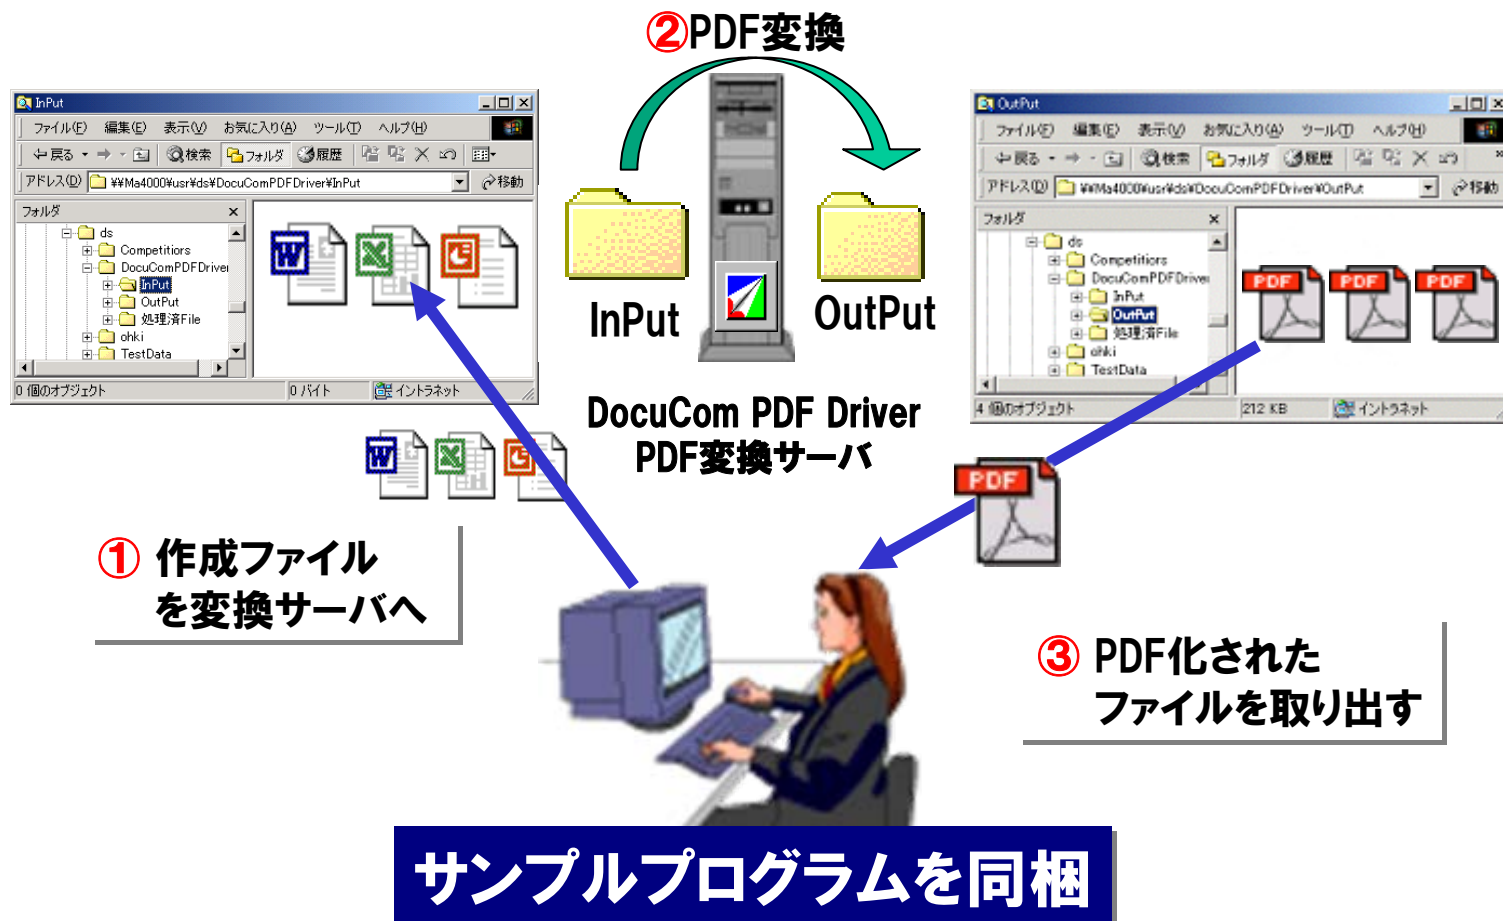 ②PDF変換
InPut
ファイル(F) 編集(E) 表示(V) お気に入り(A) ツール(T) ヘルプ(H)
戻る 検索 フォルダ 履歴
アドレス(D) ¥¥Ma4000¥usr¥ds¥DocuComPDFDriver¥InPut 移動
フォルダ
ds
Competitiors
DocuComPDFDriver
InPut
OutPut
処理済File
ohki
TestData
0 個のオブジェクト 0 バイト イントラネット
InPut
OutPut
DocuCom PDF Driver
PDF変換サーバ
OutPut
ファイル(F) 編集(E) 表示(V) お気に入り(A) ツール(T) ヘルプ(H)
戻る 検索 フォルダ 履歴
アドレス(D) ¥¥Ma4000¥usr¥ds¥DocuComPDFDriver¥OutPut 移動
フォルダ
ds
Competitiors
DocuComPDFDriver
InPut
OutPut
処理済File
ohki
TestData
PDF PDF PDF
4 個のオブジェクト 212 KB イントラネット
PDF
① 作成ファイル
を変換サーバへ
③ PDF化された
ファイルを取り出す
サンプルプログラムを同梱